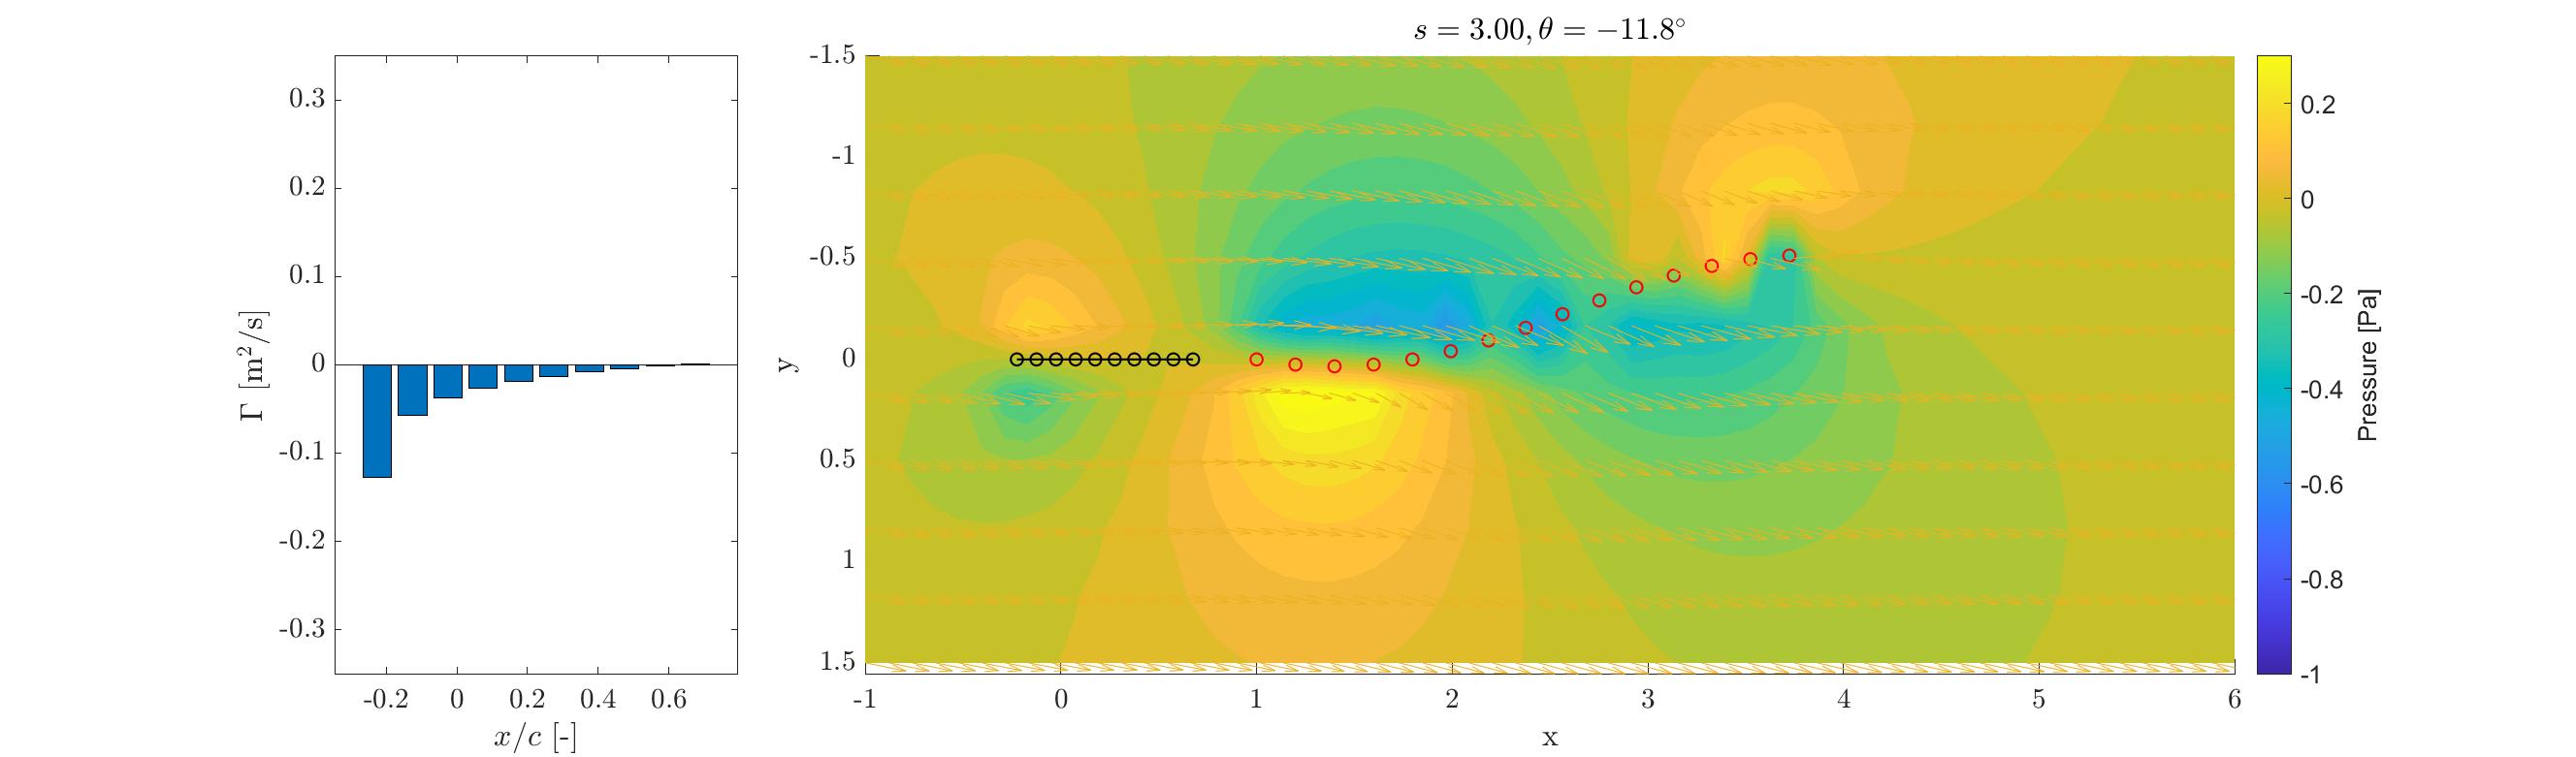 s = 3.00, θ = −11.8°
0.3
0.2
0.1
0
-0.1
-0.2
-0.3
Γ [m²/s]
-0.2 0 0.2 0.4 0.6
x/c [-]
-1.5
-1
-0.5
0
0.5
1
1.5
y
-1 0 1 2 3 4 5 6
x
0.2
0
-0.2
-0.4
-0.6
-0.8
-1
Pressure [Pa]